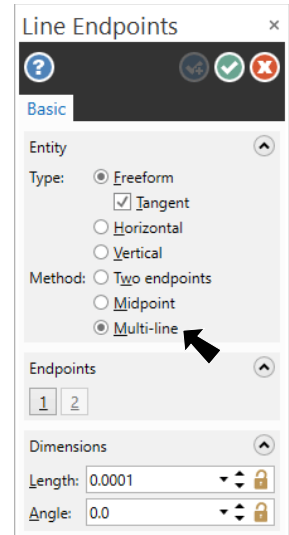 Line Endpoints ×
?
Basic
Entity
Type: Freeform
Tangent
Horizontal
Vertical
Method: Two endpoints
Midpoint
Multi-line
Endpoints
1 2
Dimensions
Length: 0.0001
Angle: 0.0